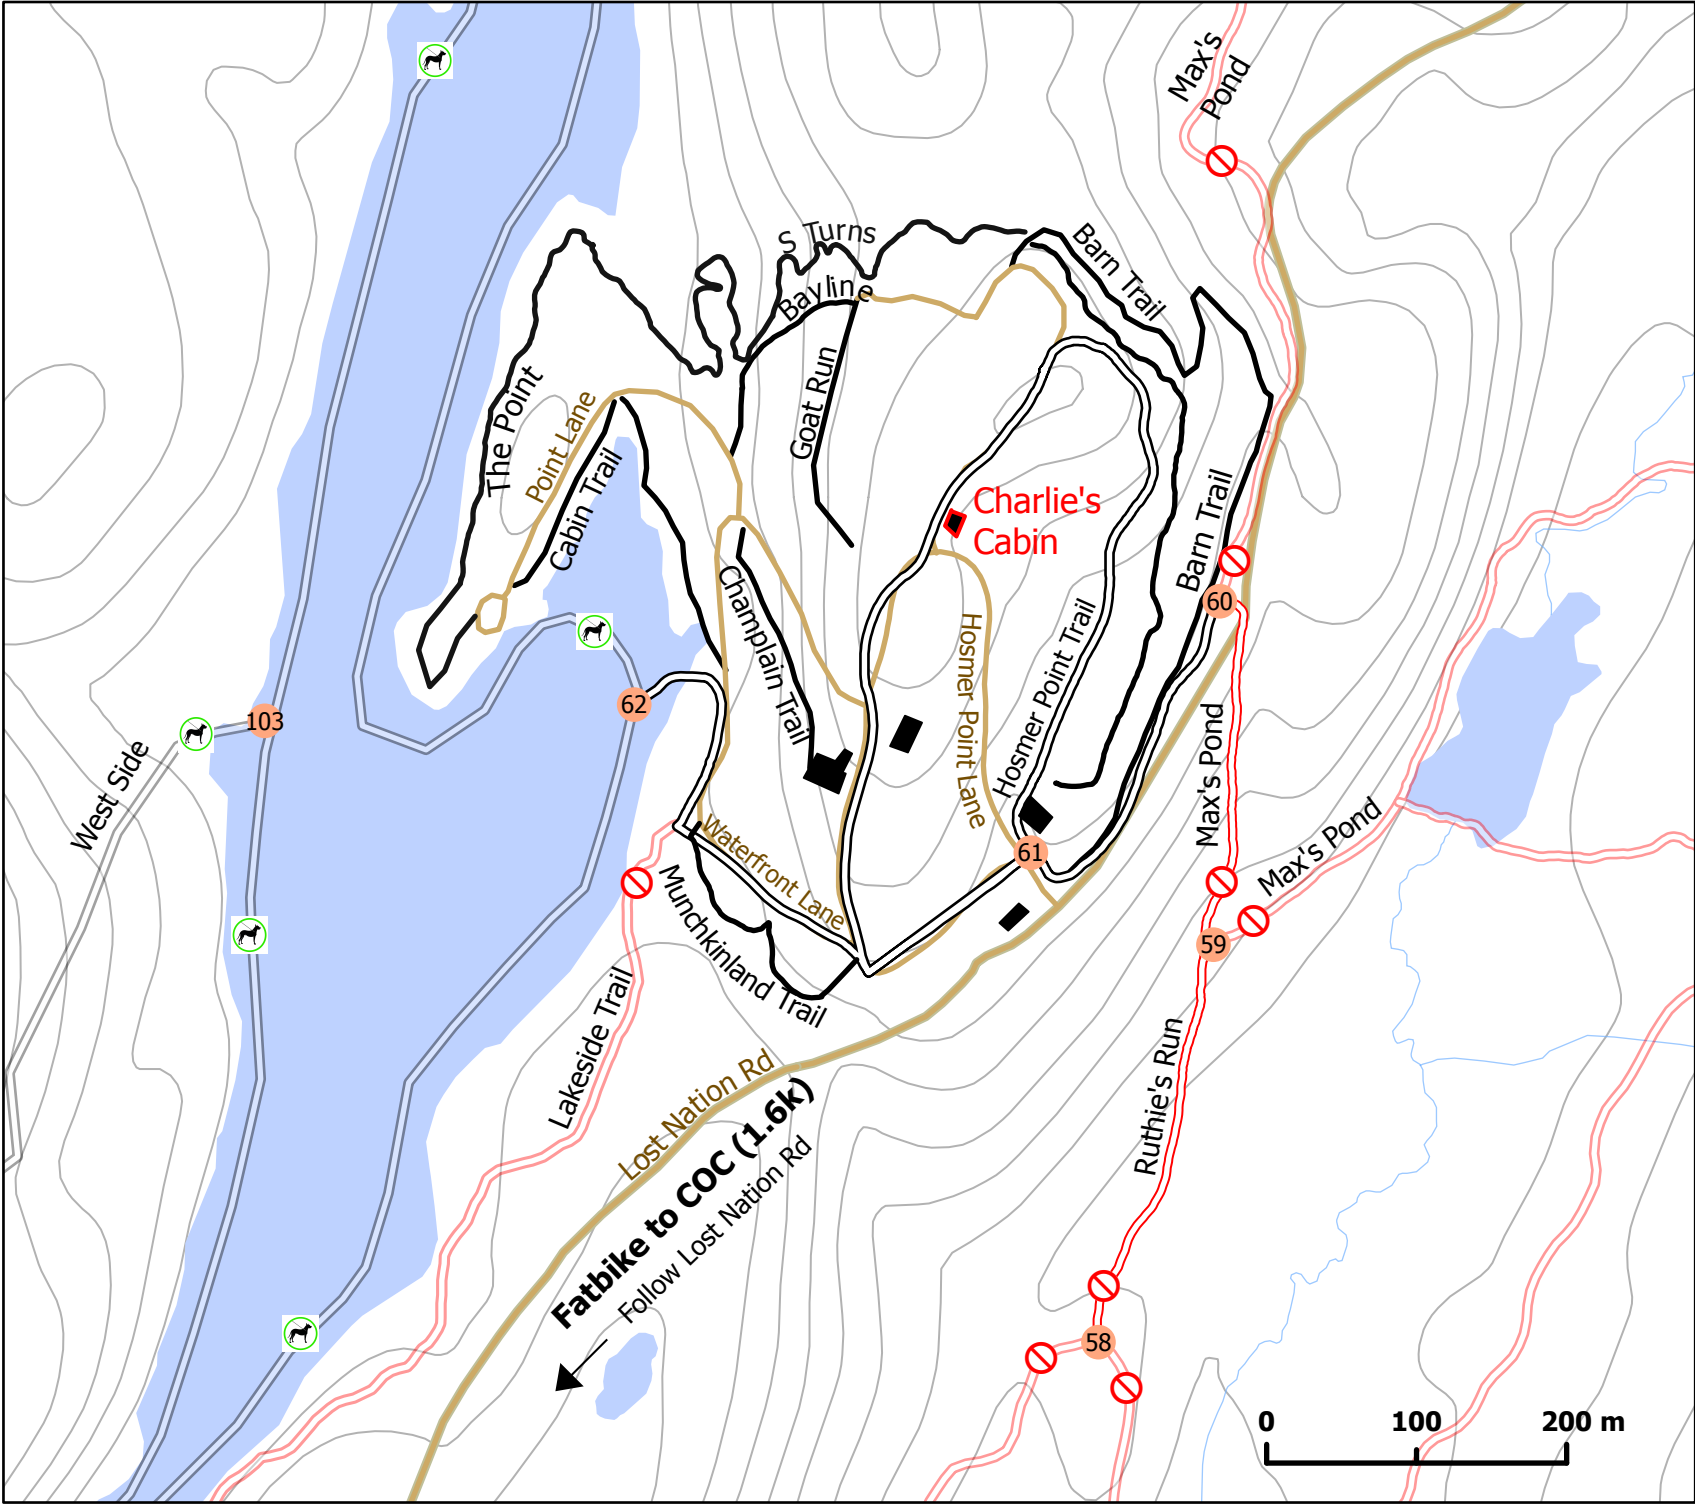 Max's
Pond
S Turns
Barn Trail
Bayline
Goat Run
The Point
Point Lane
Cabin Trail
Charlie's
Cabin
Barn Trail
60
Champlain Trail
Hosmer Point Lane
Hosmer Point Trail
62
103
West Side
Max's Pond
Max's Pond
Waterfront Lane
61
Munchkinland Trail
59
Lakeside Trail
Lost Nation Rd
Ruthie's Run
Fatbike to COC (1.6k)
Follow Lost Nation Rd
58
0 100 200 m